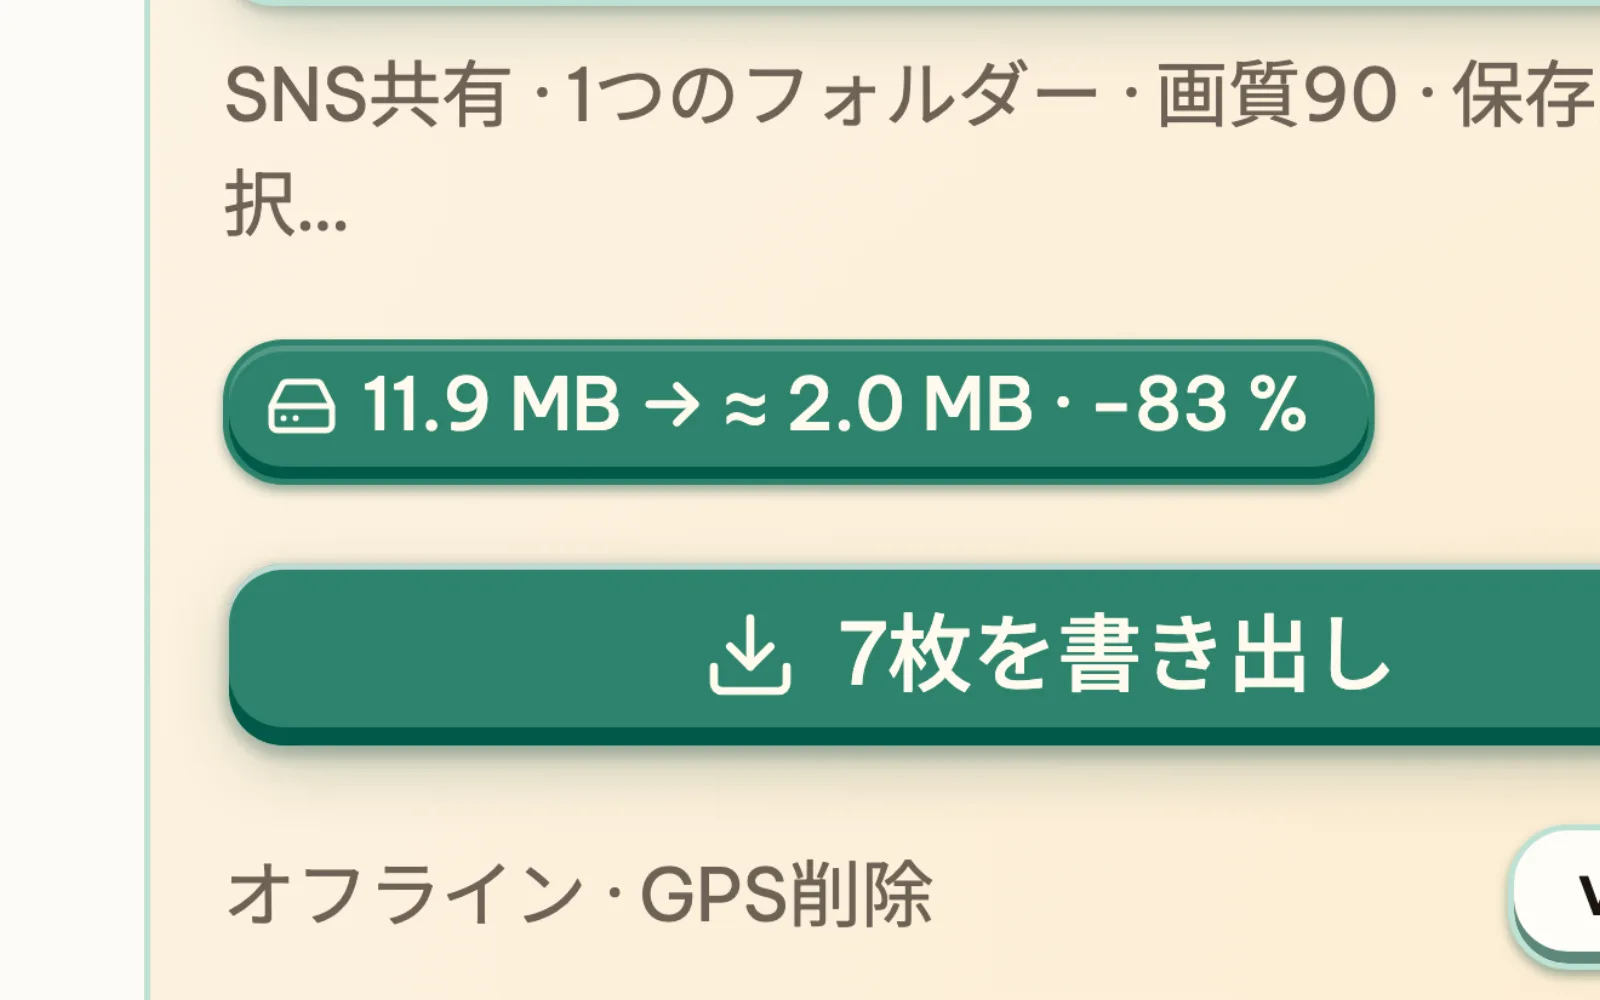 SNS共有 · 1つのフォルダー · 画質90 · 保存
択...
11.9 MB → ≈ 2.0 MB · −83 %
7枚を書き出し
オフライン · GPS削除